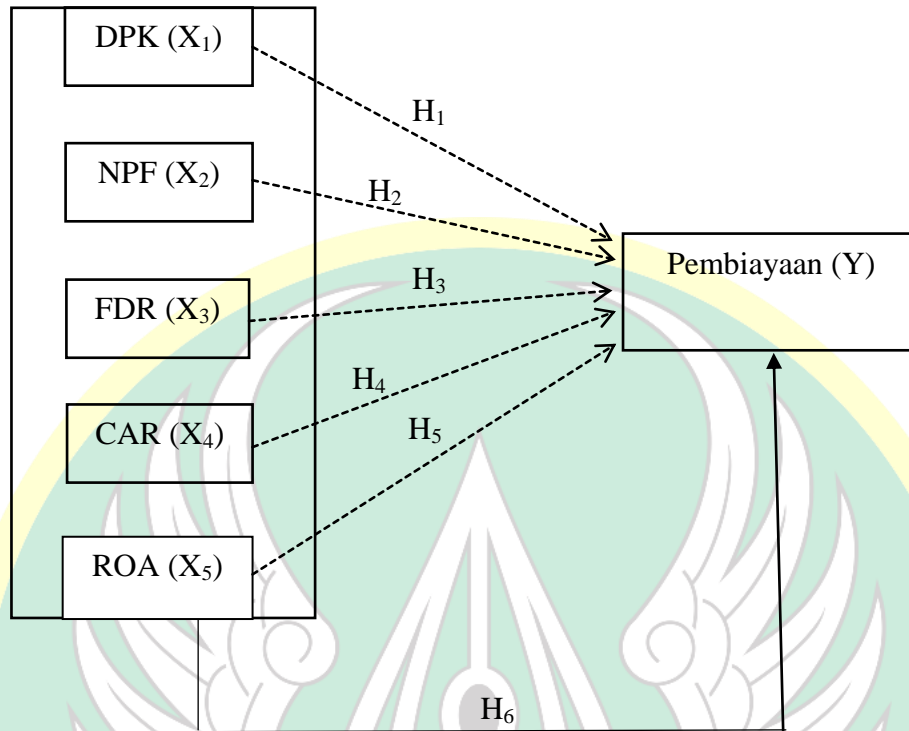 DPK (X₁)
H₁
NPF (X₂)
H₂
Pembiayaan (Y)
FDR (X₃)
H₃
H₄
CAR (X₄)
H₅
ROA (X₅)
H₆